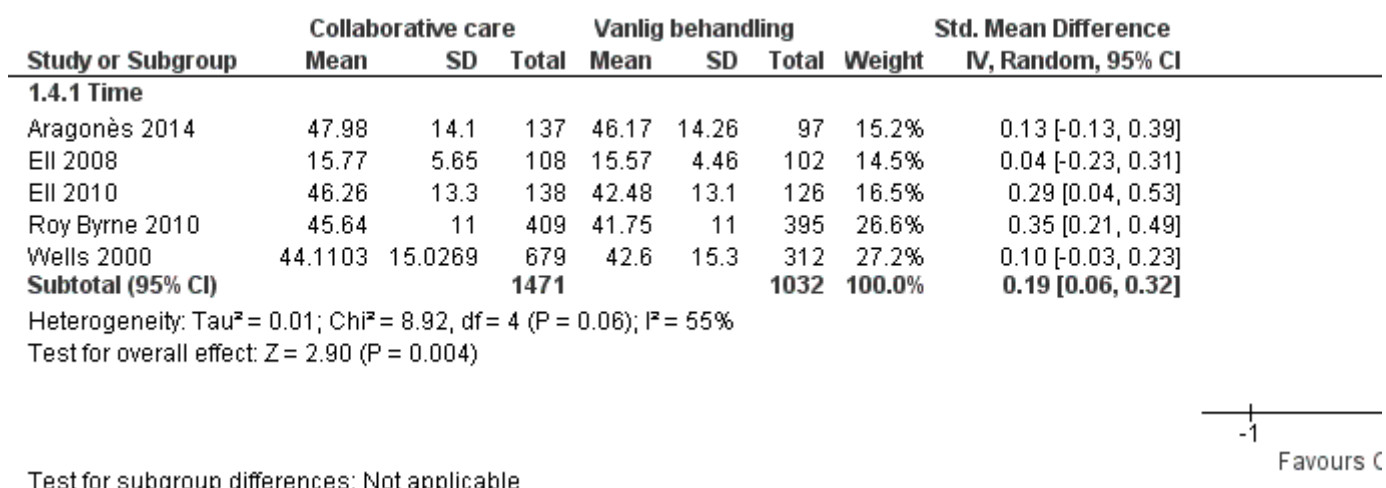 Collaborative care Vanlig behandling Std. Mean Difference
Study or Subgroup Mean SD Total Mean SD Total Weight IV, Random, 95% CI
1.4.1 Time
Aragonès 2014 47.98 14.1 137 46.17 14.26 97 15.2% 0.13 [-0.13, 0.39]
Ell 2008 15.77 5.65 108 15.57 4.46 102 14.5% 0.04 [-0.23, 0.31]
Ell 2010 46.26 13.3 138 42.48 13.1 126 16.5% 0.29 [0.04, 0.53]
Roy Byrne 2010 45.64 11 409 41.75 11 395 26.6% 0.35 [0.21, 0.49]
Wells 2000 44.1103 15.0269 679 42.6 15.3 312 27.2% 0.10 [-0.03, 0.23]
Subtotal (95% CI) 1471 1032 100.0% 0.19 [0.06, 0.32]
Heterogeneity: Tau² = 0.01; Chi² = 8.92, df = 4 (P = 0.06); I² = 55%
Test for overall effect: Z = 2.90 (P = 0.004)
-1
Favours C
Test for subgroup differences: Not applicable